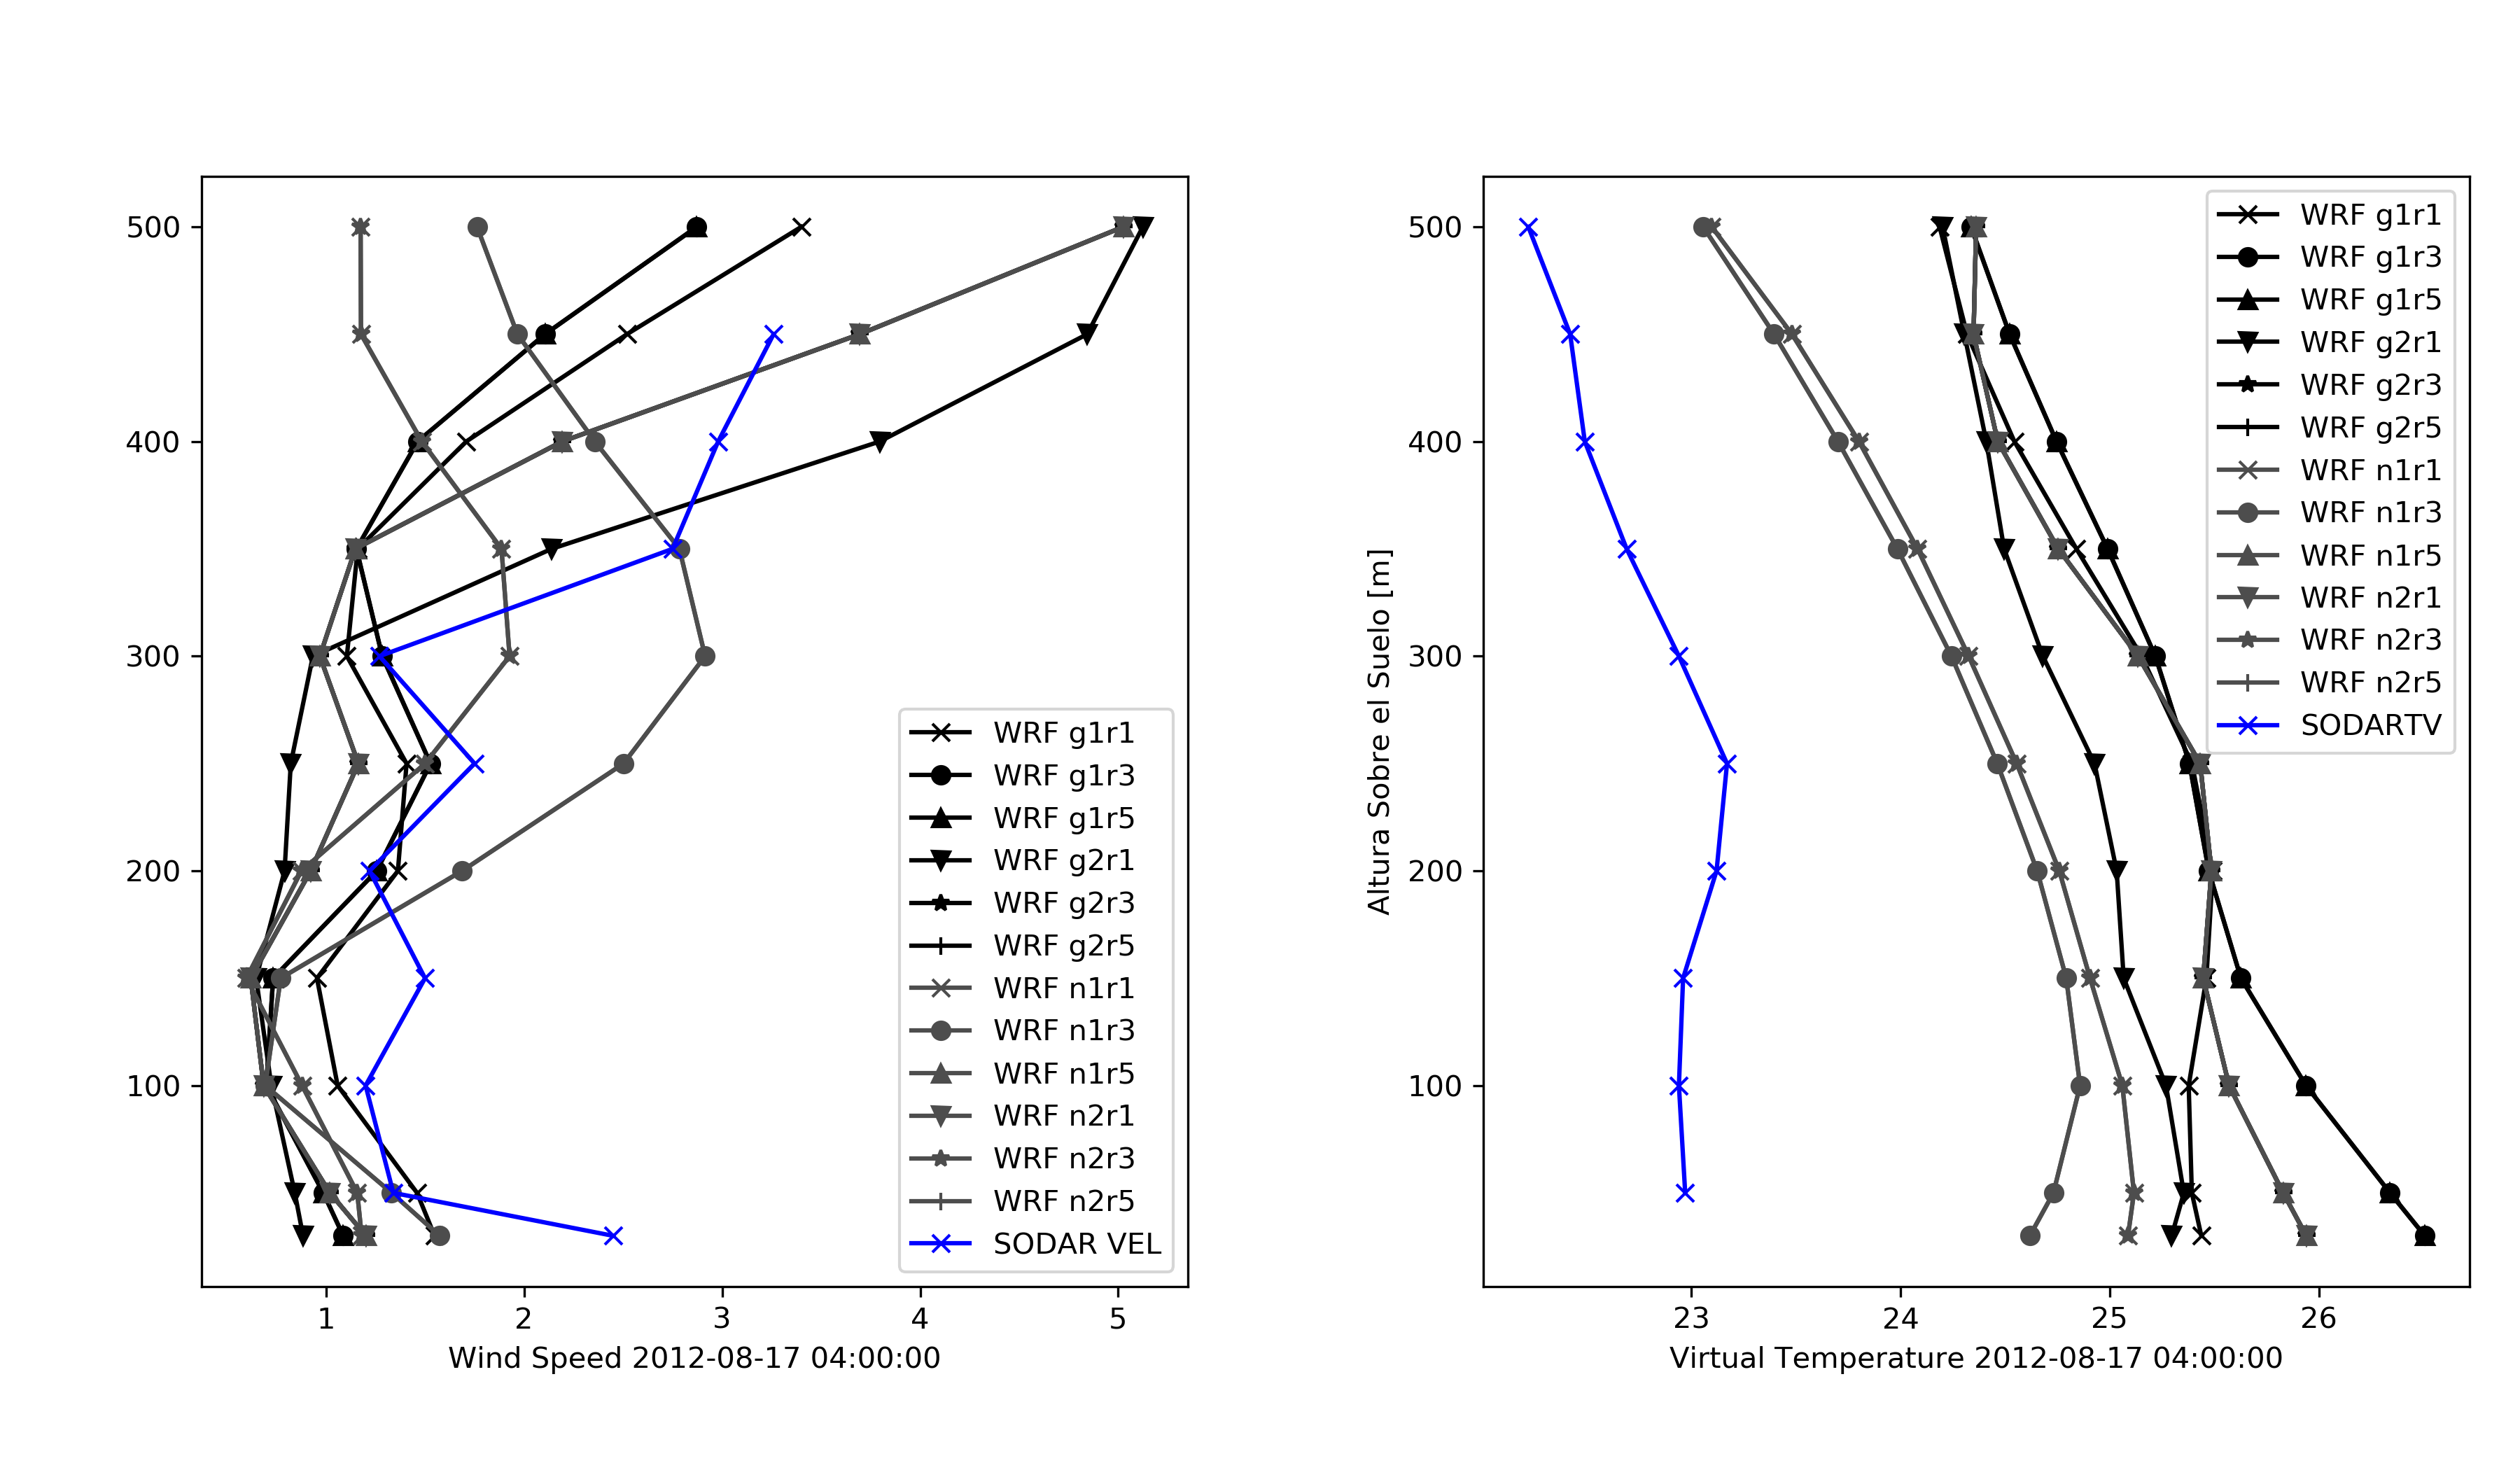 500
400
300
200
100
1 2 3 4 5
Wind Speed 2012-08-17 04:00:00
WRF g1r1
WRF g1r3
WRF g1r5
WRF g2r1
WRF g2r3
WRF g2r5
WRF n1r1
WRF n1r3
WRF n1r5
WRF n2r1
WRF n2r3
WRF n2r5
SODAR VEL
Altura Sobre el Suelo [m]
500
400
300
200
100
23 24 25 26
Virtual Temperature 2012-08-17 04:00:00
WRF g1r1
WRF g1r3
WRF g1r5
WRF g2r1
WRF g2r3
WRF g2r5
WRF n1r1
WRF n1r3
WRF n1r5
WRF n2r1
WRF n2r3
WRF n2r5
SODARTV